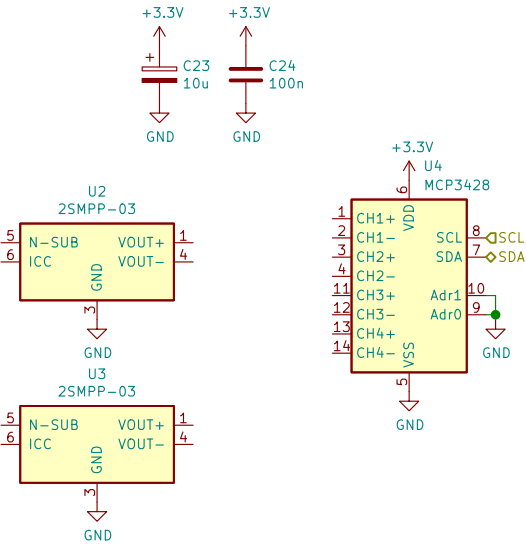 +3.3V
+3.3V
+
C23
10u
C24
100n
GND
GND
+3.3V
U4
MCP3428
6
VDD
1 CH1+
2 CH1-
3 CH2+
4 CH2-
11 CH3+
12 CH3-
13 CH4+
14 CH4-
SCL 8 SCL
SDA 7 SDA
Adr1 10
Adr0 9
GND
VSS
5
GND
U2
2SMPP-03
5 N-SUB VOUT+ 1
6 ICC VOUT- 4
GND
3
GND
U3
2SMPP-03
5 N-SUB VOUT+ 1
6 ICC VOUT- 4
GND
3
GND